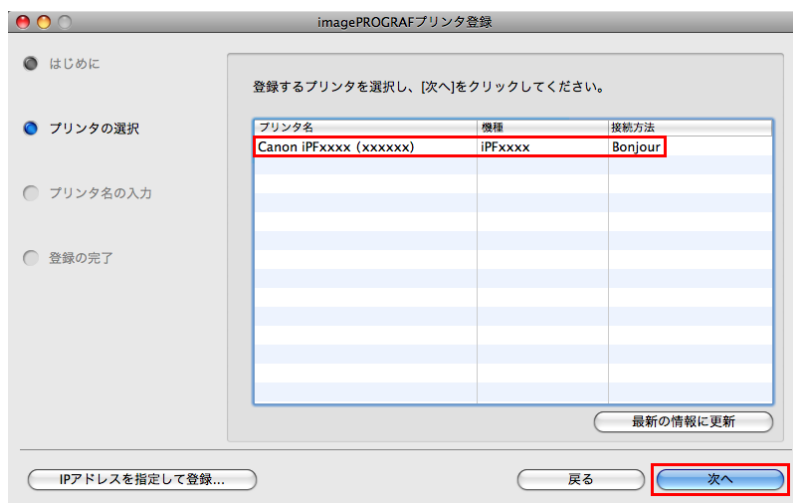 imagePROGRAFプリンタ登録
はじめに
プリンタの選択
プリンタ名の入力
登録の完了
登録するプリンタを選択し、[次へ]をクリックしてください。
プリンタ名 機種 接続方法
Canon iPFxxxx (xxxxxx) iPFxxxx Bonjour
最新の情報に更新
IPアドレスを指定して登録... 戻る 次へ